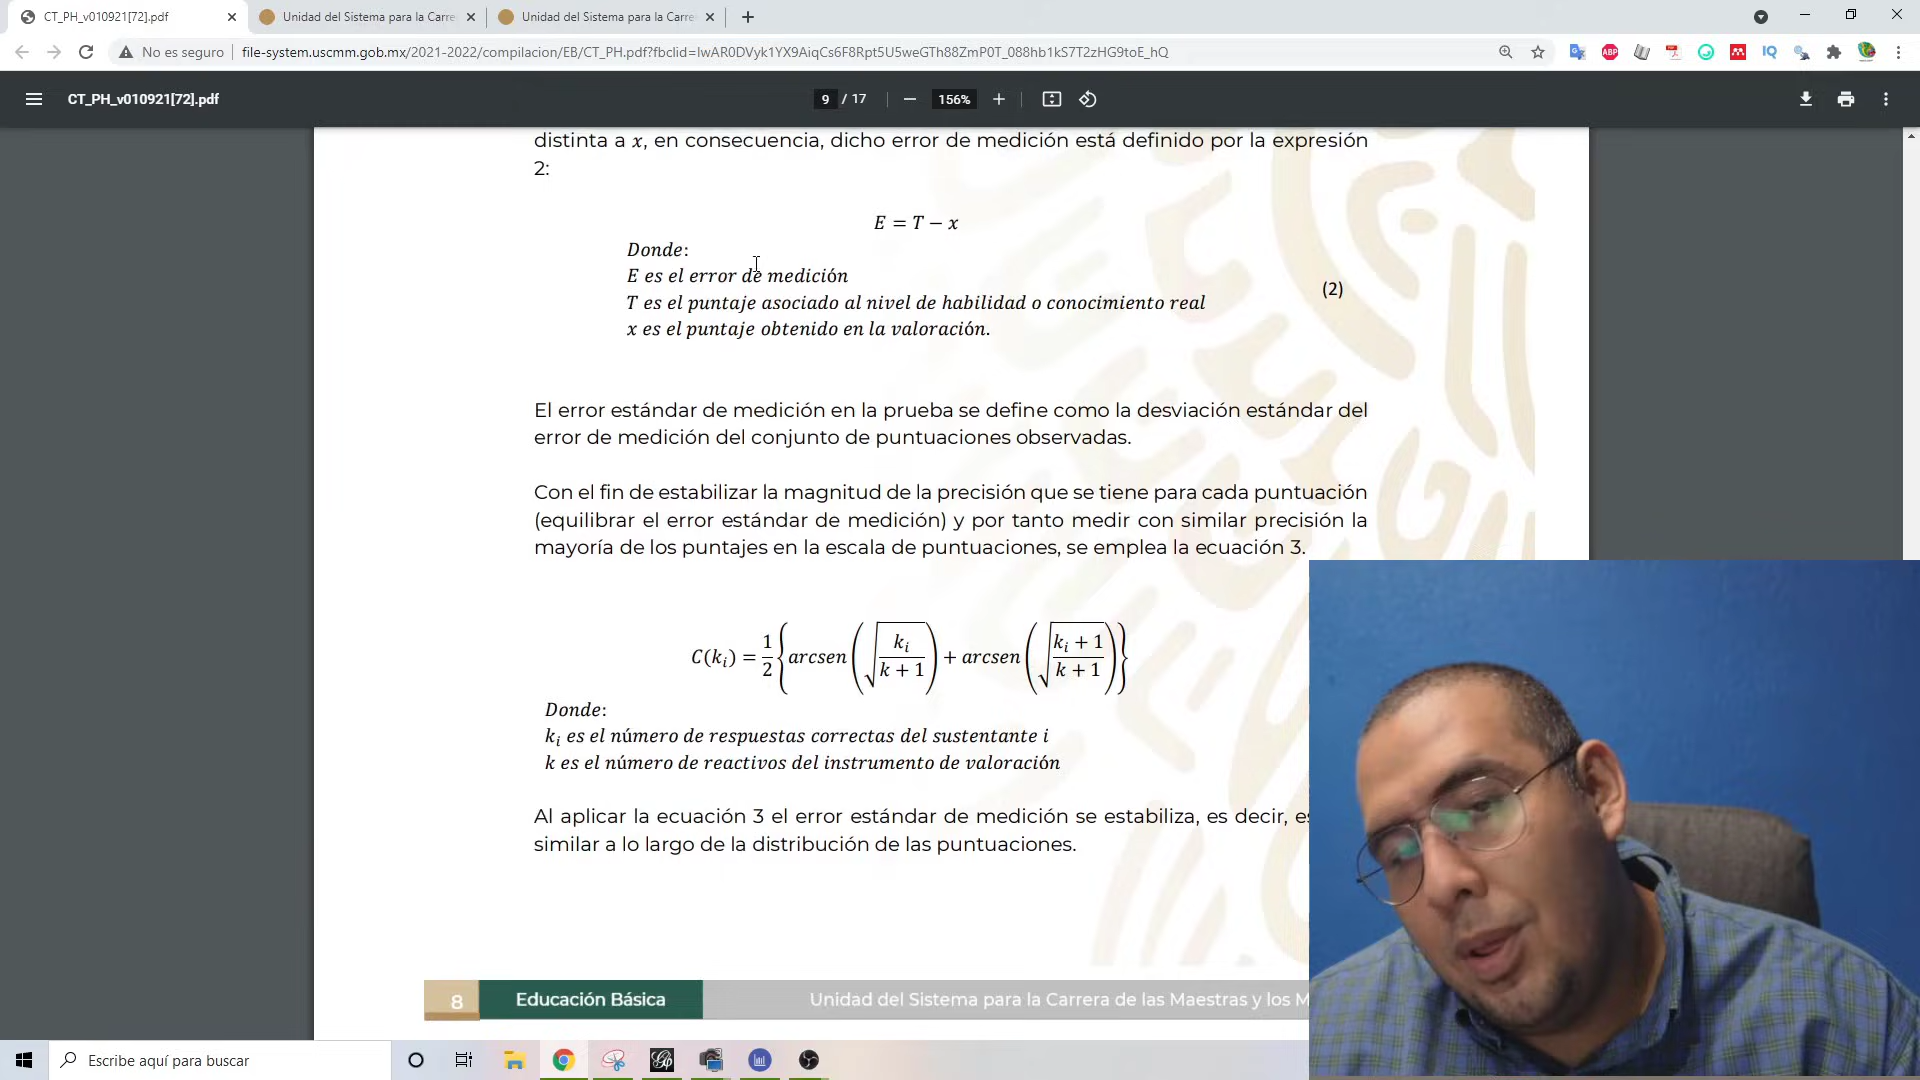 CT_PH_v010921[72].pdf
Unidad del Sistema para la Carre
Unidad del Sistema para la Carre
No es seguro
file-system.uscmm.gob.mx/2021-2022/compilacion/EB/CT_PH.pdf?fbclid=IwAR0DVyk1YX9AiqCs6F8Rpt5U5weGTh88ZmP0T_088hb1kS7T2zHG9toE_hQ
ABP
IQ
CT_PH_v010921[72].pdf
9 / 17
156%
distinta a x, en consecuencia, dicho error de medición está definido por la expresión
2:
E = T − x
Donde:
E es el error de medición
T es el puntaje asociado al nivel de habilidad o conocimiento real
(2)
x es el puntaje obtenido en la valoración.
El error estándar de medición en la prueba se define como la desviación estándar del
error de medición del conjunto de puntuaciones observadas.
Con el fin de estabilizar la magnitud de la precisión que se tiene para cada puntuación
(equilibrar el error estándar de medición) y por tanto medir con similar precisión la
mayoría de los puntajes en la escala de puntuaciones, se emplea la ecuación 3.
C(kᵢ) = 1/2 {arcsen(√(kᵢ/(k + 1))) + arcsen(√((kᵢ + 1)/(k + 1)))}
Donde:
kᵢ es el número de respuestas correctas del sustentante i
k es el número de reactivos del instrumento de valoración
Al aplicar la ecuación 3 el error estándar de medición se estabiliza, es decir, es
similar a lo largo de la distribución de las puntuaciones.
8
Educación Básica
Unidad del Sistema para la Carrera de las Maestras y los M
Escribe aquí para buscar